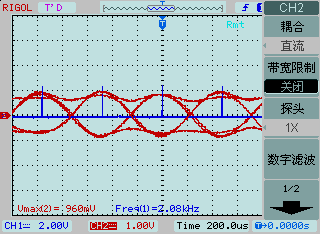 RIGOL T'D f 1
CH2
Rmt
耦合
直流
带宽限制
关闭
探头
1X
数字滤波
1/2
Vmax(2)=.960mV Freq(1)=2.08kHz
CH1= 2.00V CH2= 1.00V Time 200.0us T→0.0000s